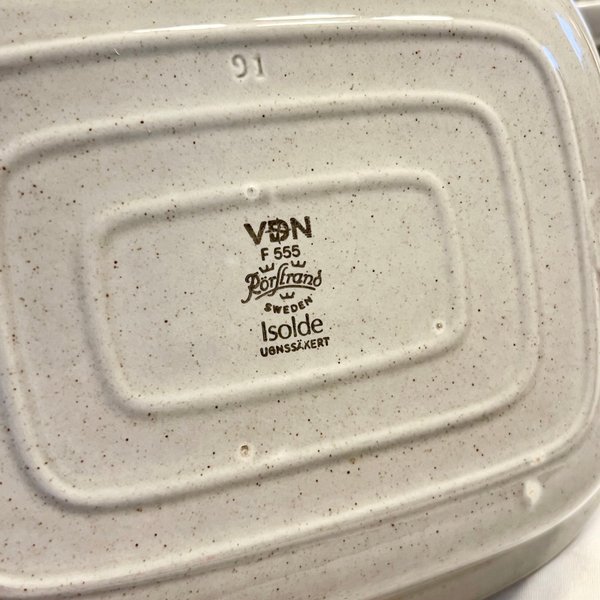 91
VDN
F 555
Rörstrand
SWEDEN
Isolde
UGNSSÄKERT